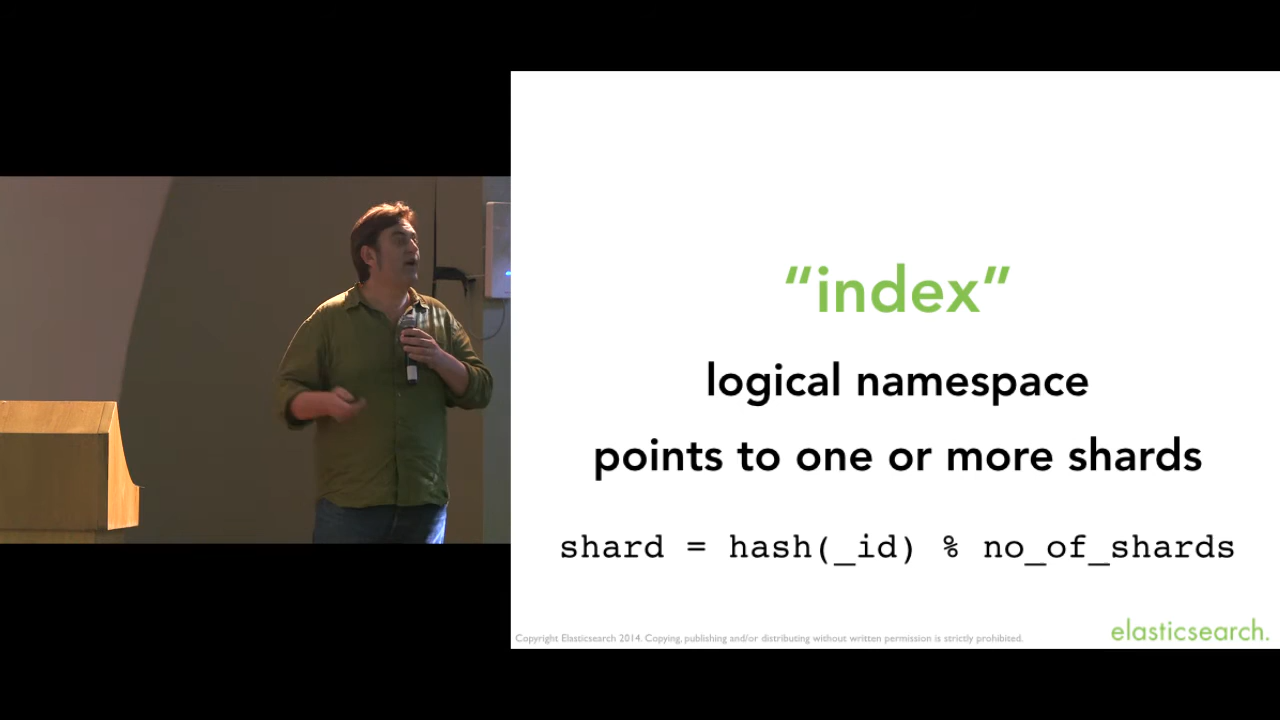 “index”
logical namespace
points to one or more shards
shard = hash(_id) % no_of_shards
Copyright Elasticsearch 2014. Copying, publishing and/or distributing without written permission is strictly prohibited.
elasticsearch.